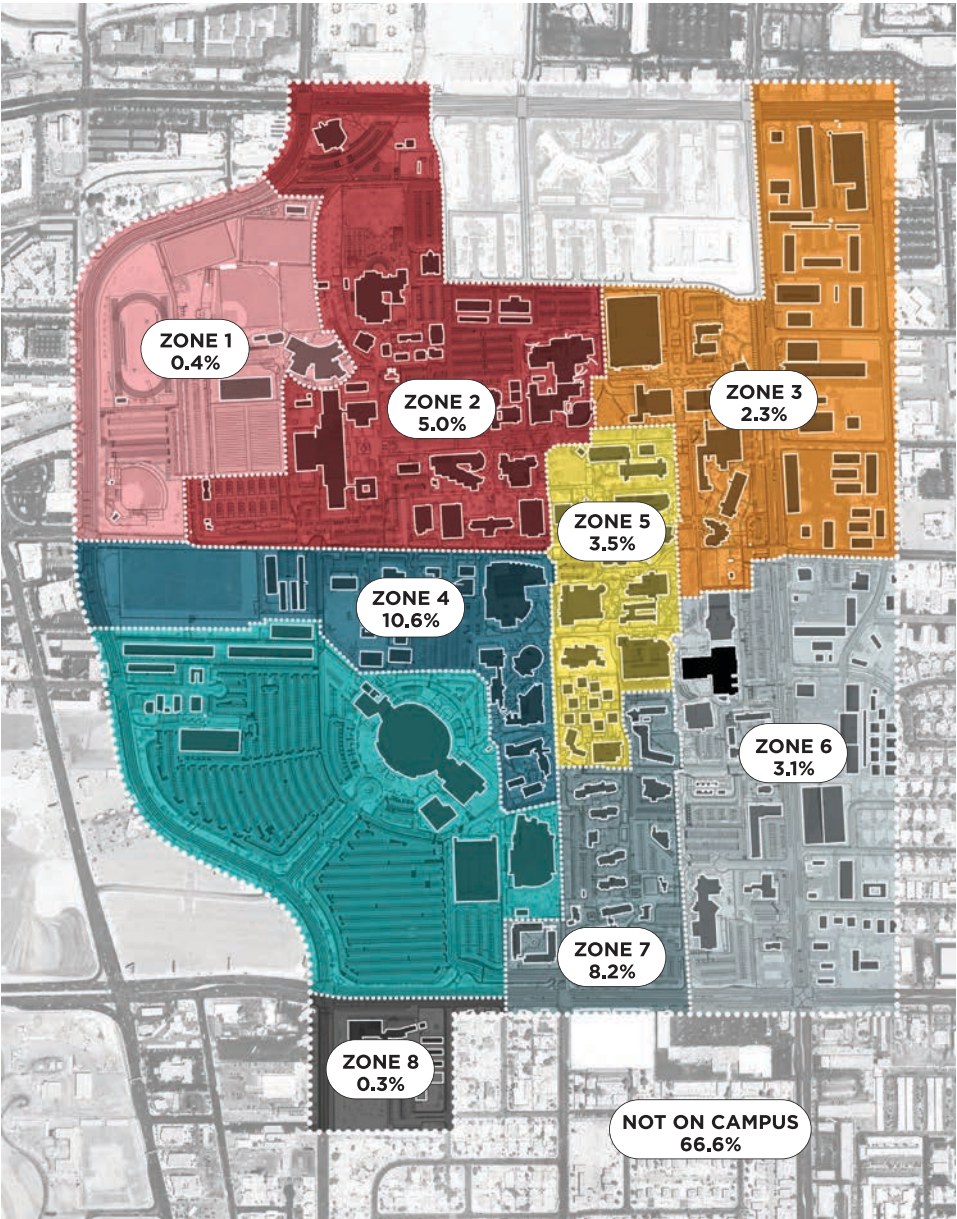 ZONE 1
0.4%
ZONE 2
5.0%
ZONE 3
2.3%
ZONE 5
3.5%
ZONE 4
10.6%
ZONE 6
3.1%
ZONE 7
8.2%
ZONE 8
0.3%
NOT ON CAMPUS
66.6%